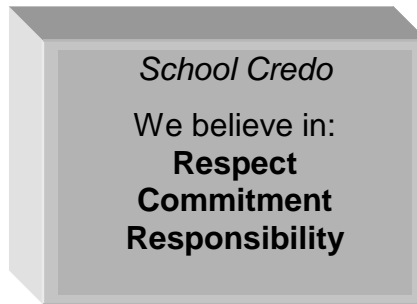 School Credo
We believe in:
Respect
Commitment
Responsibility